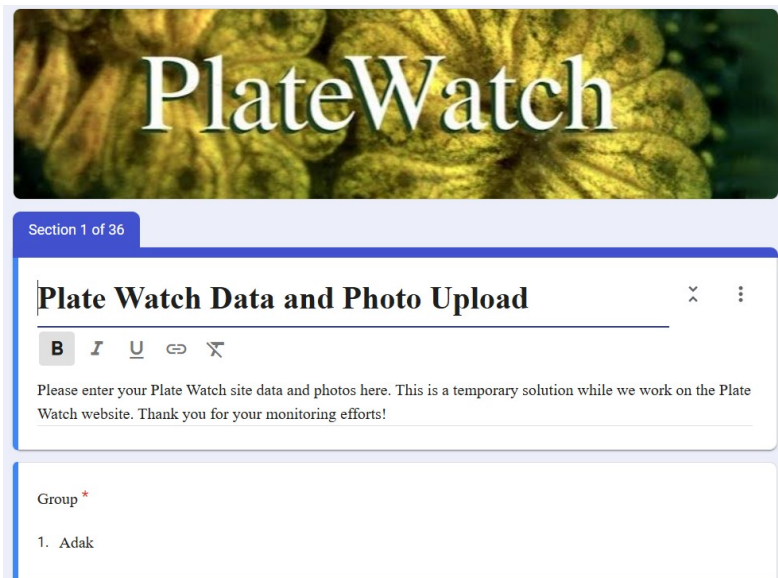 PlateWatch
Section 1 of 36
Plate Watch Data and Photo Upload
B I U
Please enter your Plate Watch site data and photos here. This is a temporary solution while we work on the Plate
Watch website. Thank you for your monitoring efforts!
Group *
1. Adak